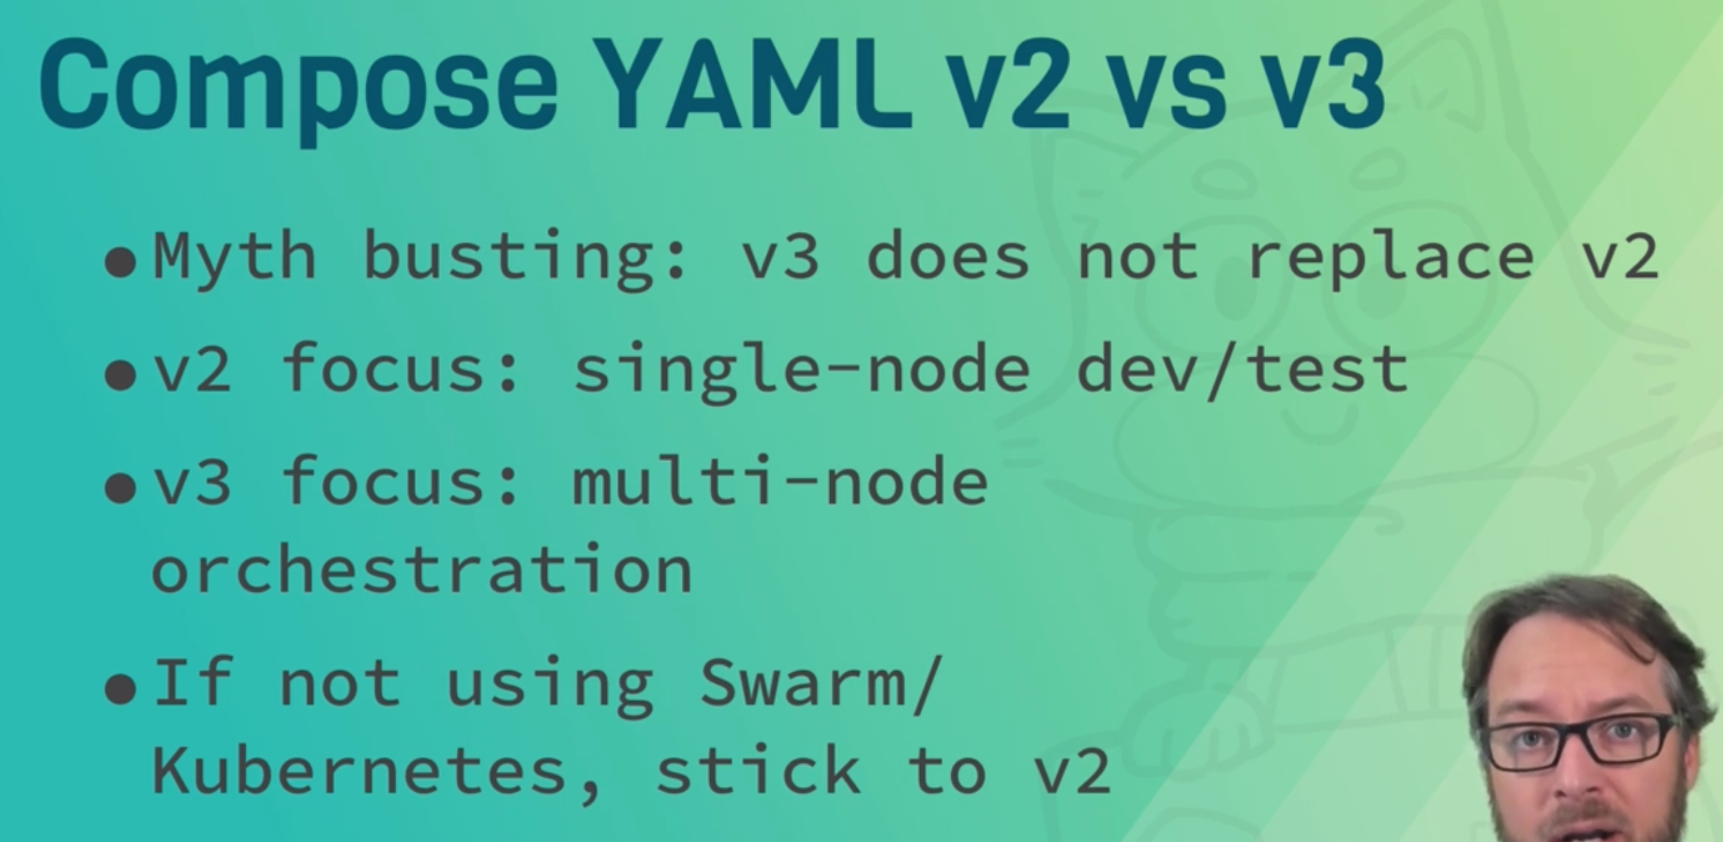 Compose YAML v2 vs v3
•Myth busting: v3 does not replace v2
•v2 focus: single-node dev/test
•v3 focus: multi-node
orchestration
•If not using Swarm/
Kubernetes, stick to v2